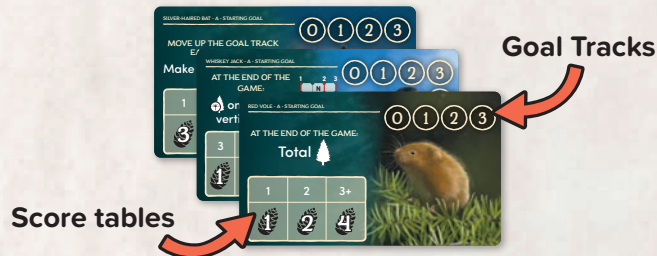 SILVER-HAIRED BAT - A - STARTING GOAL
0 1 2 3
MOVE UP THE GOAL TRACK
Make
1
3
WHISKEY JACK - A - STARTING GOAL
0 1 2 3
AT THE END OF THE
GAME:
1 2 3
N
on
verti
3
1
RED VOLE - A - STARTING GOAL
0 1 2 3
AT THE END OF THE GAME:
Total
1 2 3+
1 2 4
Goal Tracks
Score tables